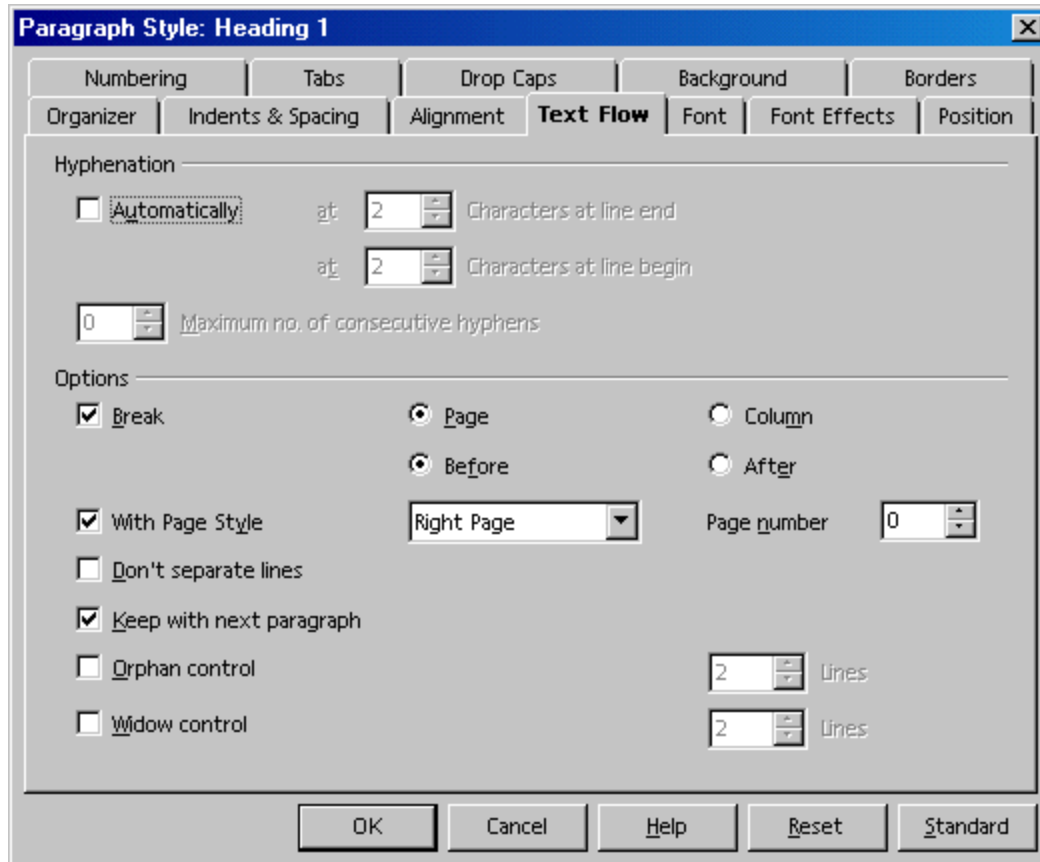 Paragraph Style: Heading 1
Numbering Tabs Drop Caps Background Borders
Organizer Indents & Spacing Alignment Text Flow Font Font Effects Position
Hyphenation
Automatically at 2 Characters at line end
at 2 Characters at line begin
0 Maximum no. of consecutive hyphens
Options
Break Page Column
Before After
With Page Style Right Page Page number 0
Don't separate lines
Keep with next paragraph
Orphan control 2 Lines
Widow control 2 Lines
OK Cancel Help Reset Standard